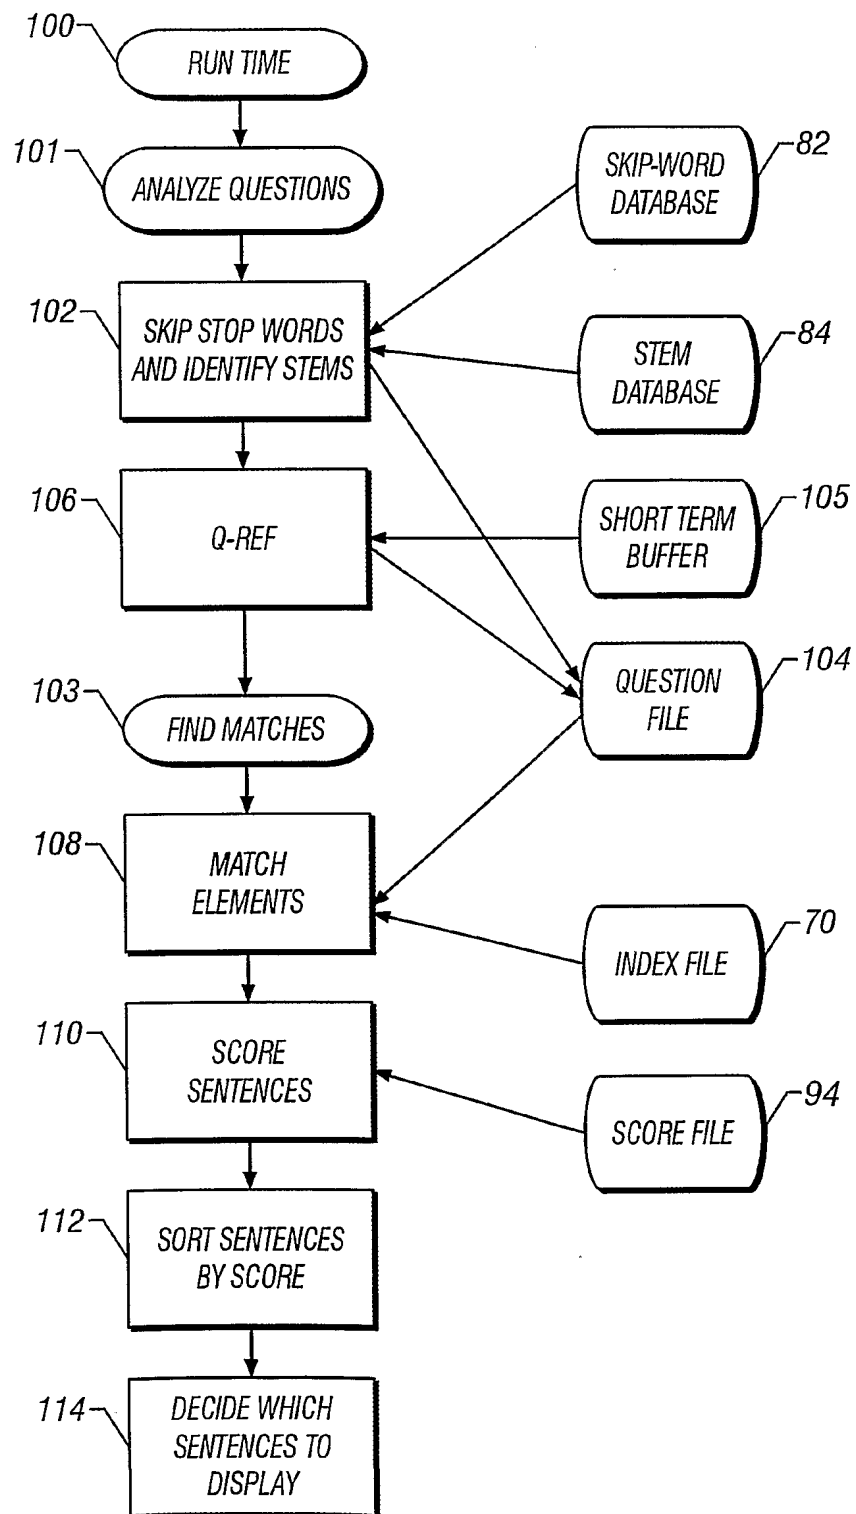 100
RUN TIME
101
ANALYZE QUESTIONS
82
SKIP-WORD
DATABASE
102
SKIP STOP WORDS
AND IDENTIFY STEMS
84
STEM
DATABASE
106
Q-REF
105
SHORT TERM
BUFFER
104
QUESTION
FILE
103
FIND MATCHES
108
MATCH
ELEMENTS
70
INDEX FILE
110
SCORE
SENTENCES
94
SCORE FILE
112
SORT SENTENCES
BY SCORE
114
DECIDE WHICH
SENTENCES TO
DISPLAY